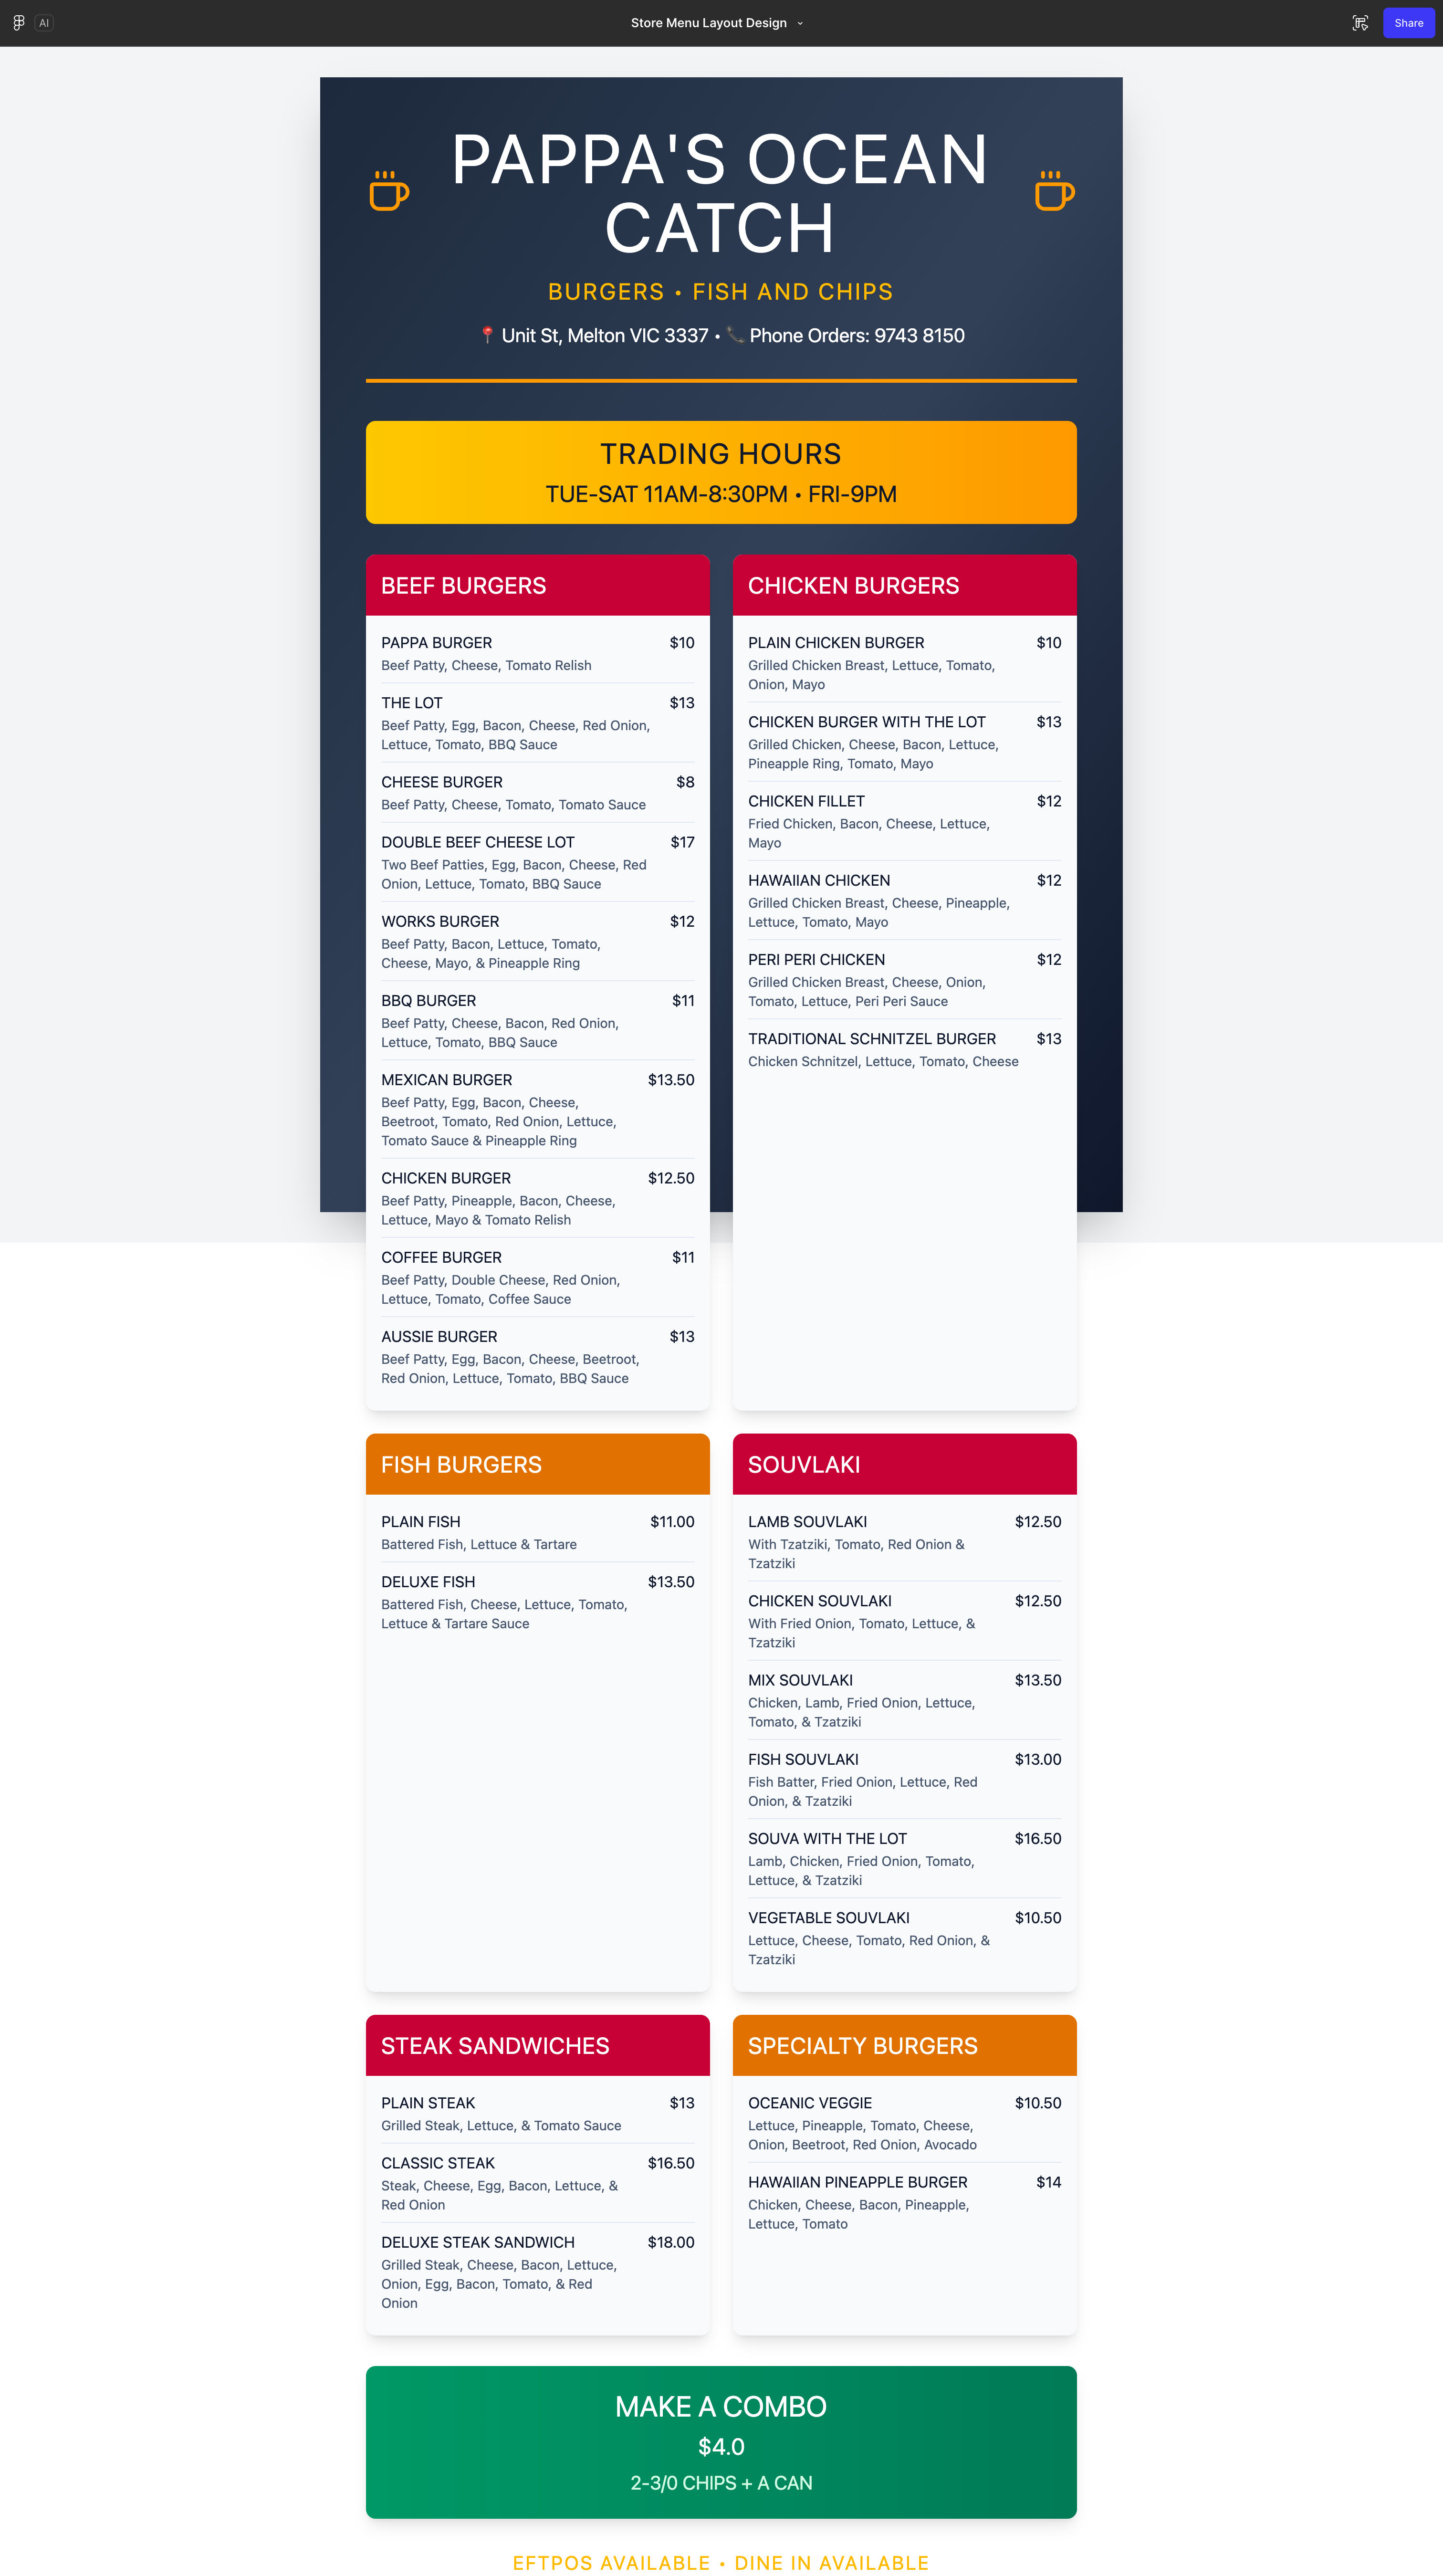 AI
Store Menu Layout Design
Share
PAPPA'S OCEAN
CATCH
BURGERS • FISH AND CHIPS
📍 Unit St, Melton VIC 3337 • 📞 Phone Orders: 9743 8150
TRADING HOURS
TUE-SAT 11AM-8:30PM • FRI-9PM
BEEF BURGERS
PAPPA BURGER $10
Beef Patty, Cheese, Tomato Relish
THE LOT $13
Beef Patty, Egg, Bacon, Cheese, Red Onion,
Lettuce, Tomato, BBQ Sauce
CHEESE BURGER $8
Beef Patty, Cheese, Tomato, Tomato Sauce
DOUBLE BEEF CHEESE LOT $17
Two Beef Patties, Egg, Bacon, Cheese, Red
Onion, Lettuce, Tomato, BBQ Sauce
WORKS BURGER $12
Beef Patty, Bacon, Lettuce, Tomato,
Cheese, Mayo, & Pineapple Ring
BBQ BURGER $11
Beef Patty, Cheese, Bacon, Red Onion,
Lettuce, Tomato, BBQ Sauce
MEXICAN BURGER $13.50
Beef Patty, Egg, Bacon, Cheese,
Beetroot, Tomato, Red Onion, Lettuce,
Tomato Sauce & Pineapple Ring
CHICKEN BURGER $12.50
Beef Patty, Pineapple, Bacon, Cheese,
Lettuce, Mayo & Tomato Relish
COFFEE BURGER $11
Beef Patty, Double Cheese, Red Onion,
Lettuce, Tomato, Coffee Sauce
AUSSIE BURGER $13
Beef Patty, Egg, Bacon, Cheese, Beetroot,
Red Onion, Lettuce, Tomato, BBQ Sauce
CHICKEN BURGERS
PLAIN CHICKEN BURGER $10
Grilled Chicken Breast, Lettuce, Tomato,
Onion, Mayo
CHICKEN BURGER WITH THE LOT $13
Grilled Chicken, Cheese, Bacon, Lettuce,
Pineapple Ring, Tomato, Mayo
CHICKEN FILLET $12
Fried Chicken, Bacon, Cheese, Lettuce,
Mayo
HAWAIIAN CHICKEN $12
Grilled Chicken Breast, Cheese, Pineapple,
Lettuce, Tomato, Mayo
PERI PERI CHICKEN $12
Grilled Chicken Breast, Cheese, Onion,
Tomato, Lettuce, Peri Peri Sauce
TRADITIONAL SCHNITZEL BURGER $13
Chicken Schnitzel, Lettuce, Tomato, Cheese
FISH BURGERS
PLAIN FISH $11.00
Battered Fish, Lettuce & Tartare
DELUXE FISH $13.50
Battered Fish, Cheese, Lettuce, Tomato,
Lettuce & Tartare Sauce
SOUVLAKI
LAMB SOUVLAKI $12.50
With Tzatziki, Tomato, Red Onion &
Tzatziki
CHICKEN SOUVLAKI $12.50
With Fried Onion, Tomato, Lettuce, &
Tzatziki
MIX SOUVLAKI $13.50
Chicken, Lamb, Fried Onion, Lettuce,
Tomato, & Tzatziki
FISH SOUVLAKI $13.00
Fish Batter, Fried Onion, Lettuce, Red
Onion, & Tzatziki
SOUVA WITH THE LOT $16.50
Lamb, Chicken, Fried Onion, Tomato,
Lettuce, & Tzatziki
VEGETABLE SOUVLAKI $10.50
Lettuce, Cheese, Tomato, Red Onion, &
Tzatziki
STEAK SANDWICHES
PLAIN STEAK $13
Grilled Steak, Lettuce, & Tomato Sauce
CLASSIC STEAK $16.50
Steak, Cheese, Egg, Bacon, Lettuce, &
Red Onion
DELUXE STEAK SANDWICH $18.00
Grilled Steak, Cheese, Bacon, Lettuce,
Onion, Egg, Bacon, Tomato, & Red
Onion
SPECIALTY BURGERS
OCEANIC VEGGIE $10.50
Lettuce, Pineapple, Tomato, Cheese,
Onion, Beetroot, Red Onion, Avocado
HAWAIIAN PINEAPPLE BURGER $14
Chicken, Cheese, Bacon, Pineapple,
Lettuce, Tomato
MAKE A COMBO
$4.0
2-3/0 CHIPS + A CAN
EFTPOS AVAILABLE • DINE IN AVAILABLE